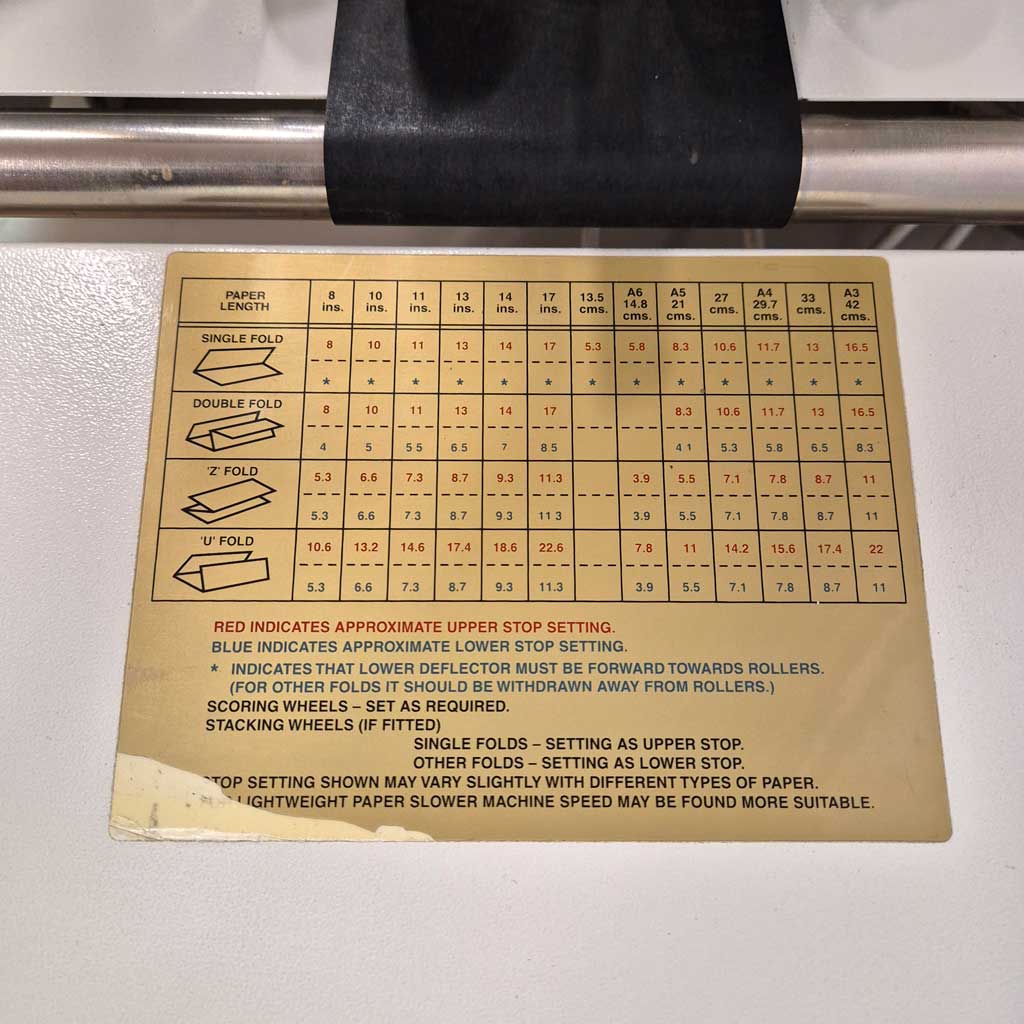 PAPER LENGTH 8 ins. 10 ins. 11 ins. 13 ins. 14 ins. 17 ins. 13.5 cms. A6 14.8 cms. A5 21 cms. 27 cms. A4 29.7 cms. 33 cms. A3 42 cms.
SINGLE FOLD 8 10 11 13 14 17 5.3 5.8 8.3 10.6 11.7 13 16.5
* * * * * * * * * * * * *
DOUBLE FOLD 8 10 11 13 14 17 8.3 10.6 11.7 13 16.5
4 5 5 5 6.5 7 8.5 4 1 5.3 5.8 6.5 8.3
'Z' FOLD 5.3 6.6 7.3 8.7 9.3 11.3 3.9 5.5 7.1 7.8 8.7 11
5.3 6.6 7.3 8.7 9.3 11 3 3.9 5.5 7.1 7.8 8.7 11
'U' FOLD 10.6 13.2 14.6 17.4 18.6 22.6 7.8 11 14.2 15.6 17.4 22
5.3 6.6 7.3 8.7 9.3 11.3 3.9 5.5 7.1 7.8 8.7 11
RED INDICATES APPROXIMATE UPPER STOP SETTING.
BLUE INDICATES APPROXIMATE LOWER STOP SETTING.
* INDICATES THAT LOWER DEFLECTOR MUST BE FORWARD TOWARDS ROLLERS.
(FOR OTHER FOLDS IT SHOULD BE WITHDRAWN AWAY FROM ROLLERS.)
SCORING WHEELS – SET AS REQUIRED.
STACKING WHEELS (IF FITTED)
SINGLE FOLDS – SETTING AS UPPER STOP.
OTHER FOLDS – SETTING AS LOWER STOP.
STOP SETTING SHOWN MAY VARY SLIGHTLY WITH DIFFERENT TYPES OF PAPER.
LIGHTWEIGHT PAPER SLOWER MACHINE SPEED MAY BE FOUND MORE SUITABLE.